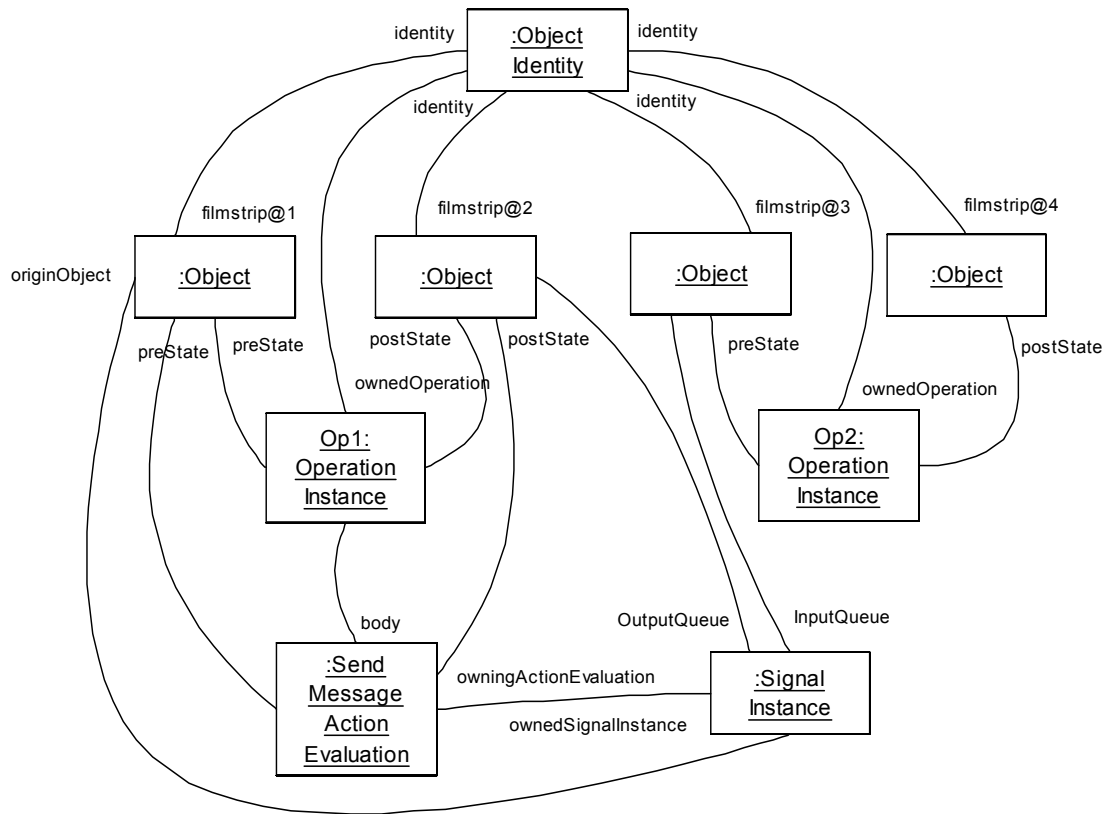 identity
:Object
Identity
identity
identity
identity
filmstrip@1
filmstrip@2
filmstrip@3
filmstrip@4
originObject
:Object
:Object
:Object
:Object
preState
preState
postState
postState
preState
postState
ownedOperation
ownedOperation
Op1:
Operation
Instance
Op2:
Operation
Instance
body
OutputQueue
InputQueue
:Send
Message
Action
Evaluation
owningActionEvaluation
ownedSignalInstance
:Signal
Instance